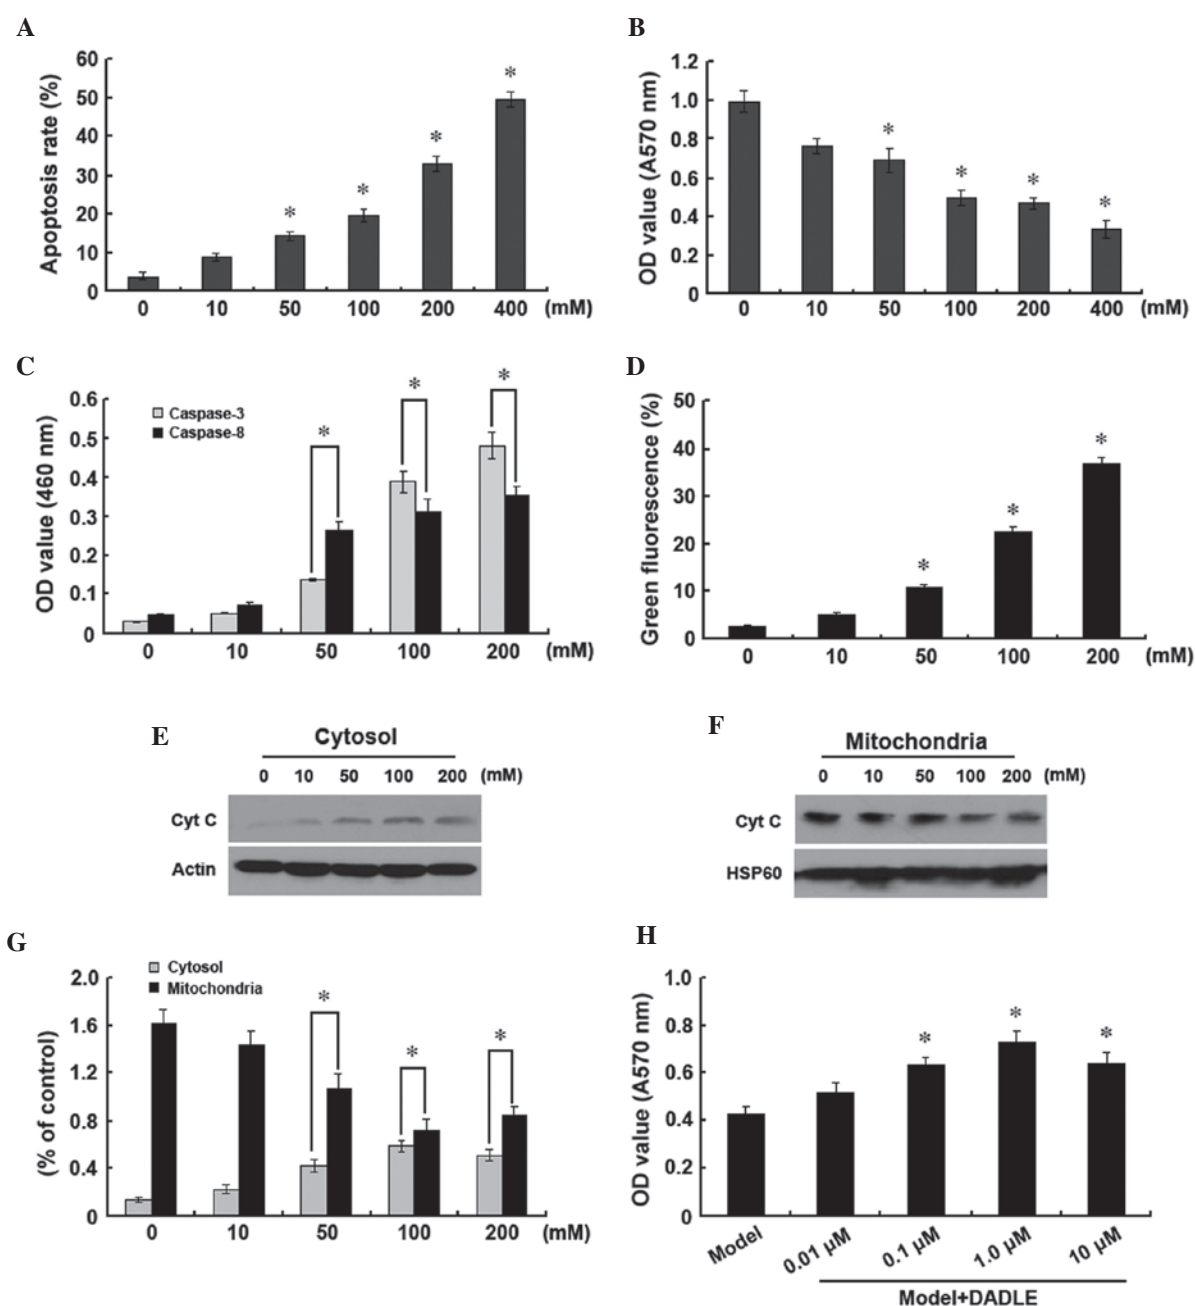 A
Apoptosis rate (%)
60
50
40
30
20
10
0
* * * *
0 10 50 100 200 400 (mM)
B
OD value (A570 nm)
1.2
1.0
0.8
0.6
0.4
0.2
0
* * * *
0 10 50 100 200 400 (mM)
C
OD value (460 nm)
0.6
0.5
0.4
0.3
0.2
0.1
0
Caspase-3
Caspase-8
* * *
0 10 50 100 200 (mM)
D
Green fluorescence (%)
50
40
30
20
10
0
* * *
0 10 50 100 200 (mM)
E
Cytosol
0 10 50 100 200 (mM)
Cyt C
Actin
F
Mitochondria
0 10 50 100 200 (mM)
Cyt C
HSP60
G
(% of control)
2.0
1.6
1.2
0.8
0.4
0
Cytosol
Mitochondria
* * *
0 10 50 100 200 (mM)
H
OD value (A570 nm)
1.0
0.8
0.6
0.4
0.2
0
* * *
Model 0.01 µM 0.1 µM 1.0 µM 10 µM
Model+DADLE